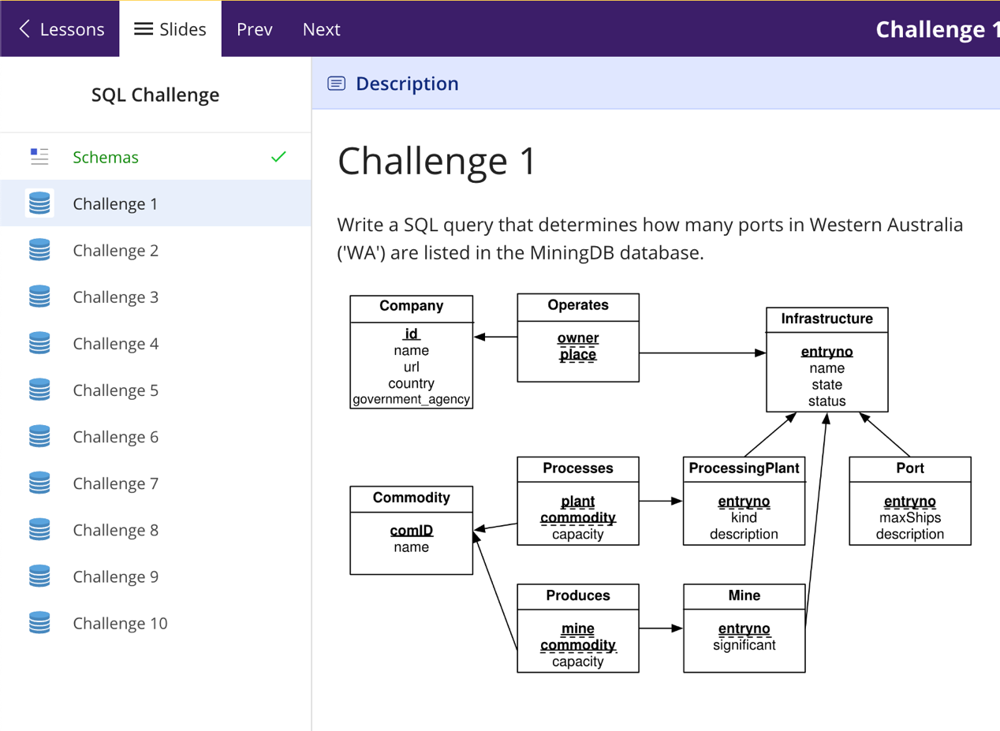 Lessons
Slides
Prev
Next
Challenge 1
SQL Challenge
Schemas
Challenge 1
Challenge 2
Challenge 3
Challenge 4
Challenge 5
Challenge 6
Challenge 7
Challenge 8
Challenge 9
Challenge 10
Description
Challenge 1
Write a SQL query that determines how many ports in Western Australia
('WA') are listed in the MiningDB database.
Company
id
name
url
country
government_agency
Operates
owner
place
Infrastructure
entryno
name
state
status
Commodity
comID
name
Processes
plant
commodity
capacity
ProcessingPlant
entryno
kind
description
Port
entryno
maxShips
description
Produces
mine
commodity
capacity
Mine
entryno
significant